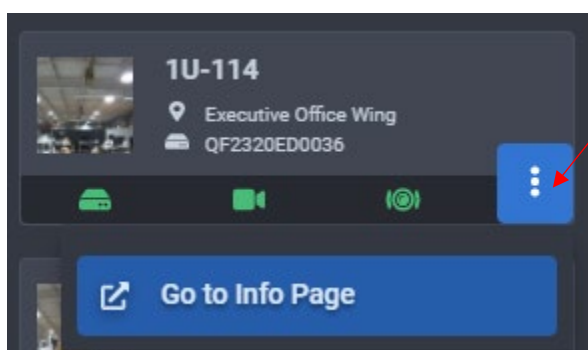 1U-114
Executive Office Wing
QF2320ED0036
Go to Info Page